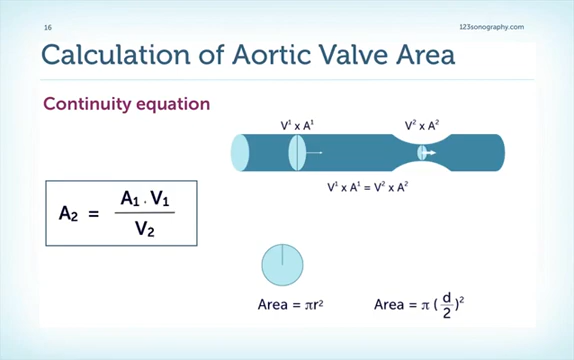 16
123sonography.com
Calculation of Aortic Valve Area
Continuity equation
V¹ x A¹
V² x A²
V¹ x A¹ = V² x A²
A₂ = A₁ . V₁ / V₂
Area = πr²
Area = π (d/2)²